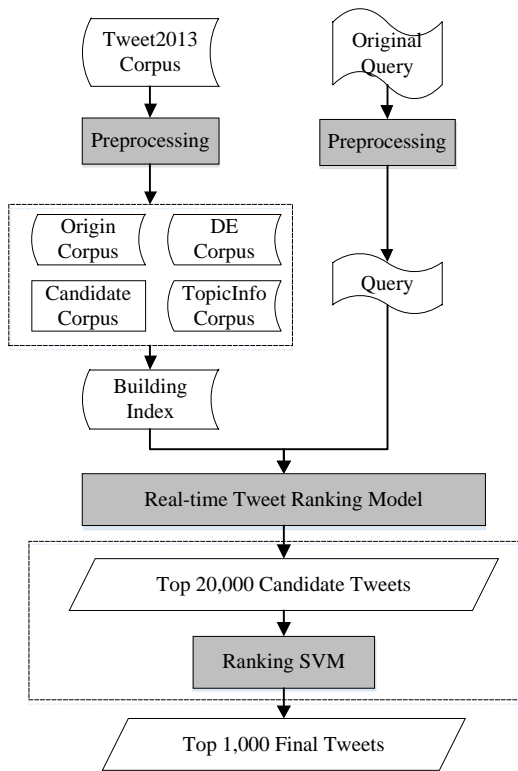 Tweet2013
Corpus
Original
Query
Preprocessing
Preprocessing
Origin
Corpus
DE
Corpus
Candidate
Corpus
TopicInfo
Corpus
Query
Building
Index
Real-time Tweet Ranking Model
Top 20,000 Candidate Tweets
Ranking SVM
Top 1,000 Final Tweets